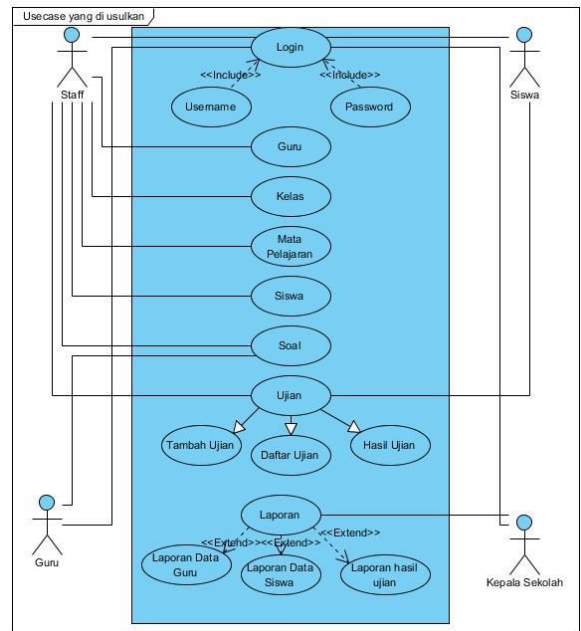 Usecase yang di usulkan
Login
<<Include>>
<<Include>>
Staff
Siswa
Username
Password
Guru
Kelas
Mata
Pelajaran
Siswa
Soal
Ujian
Tambah Ujian
Daftar Ujian
Hasil Ujian
Laporan
<<Extend>>
<<Extend>>
<<Extend>>
Laporan Data
Guru
Laporan Data
Siswa
Laporan hasil
ujian
Guru
Kepala Sekolah